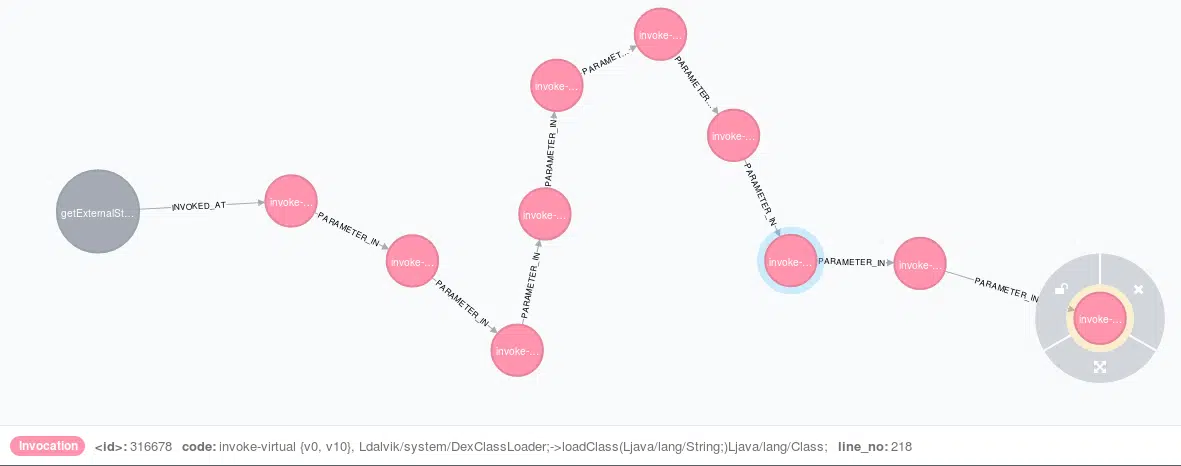 getExternalSt...
INVOKED_AT
invoke-...
PARAMETER_IN
invoke-...
PARAMETER_IN
invoke-...
PARAMETER_IN
invoke-...
PARAMETER_IN
invoke-...
PARAMET...
invoke-...
PARAMETER...
invoke-...
PARAMETER_IN
invoke-...
PARAMETER_IN
invoke-...
PARAMETER_IN
invoke-...
Invocation <id>: 316678 code: invoke-virtual {v0, v10}, Ldalvik/system/DexClassLoader;->loadClass(Ljava/lang/String;)Ljava/lang/Class; line_no: 218